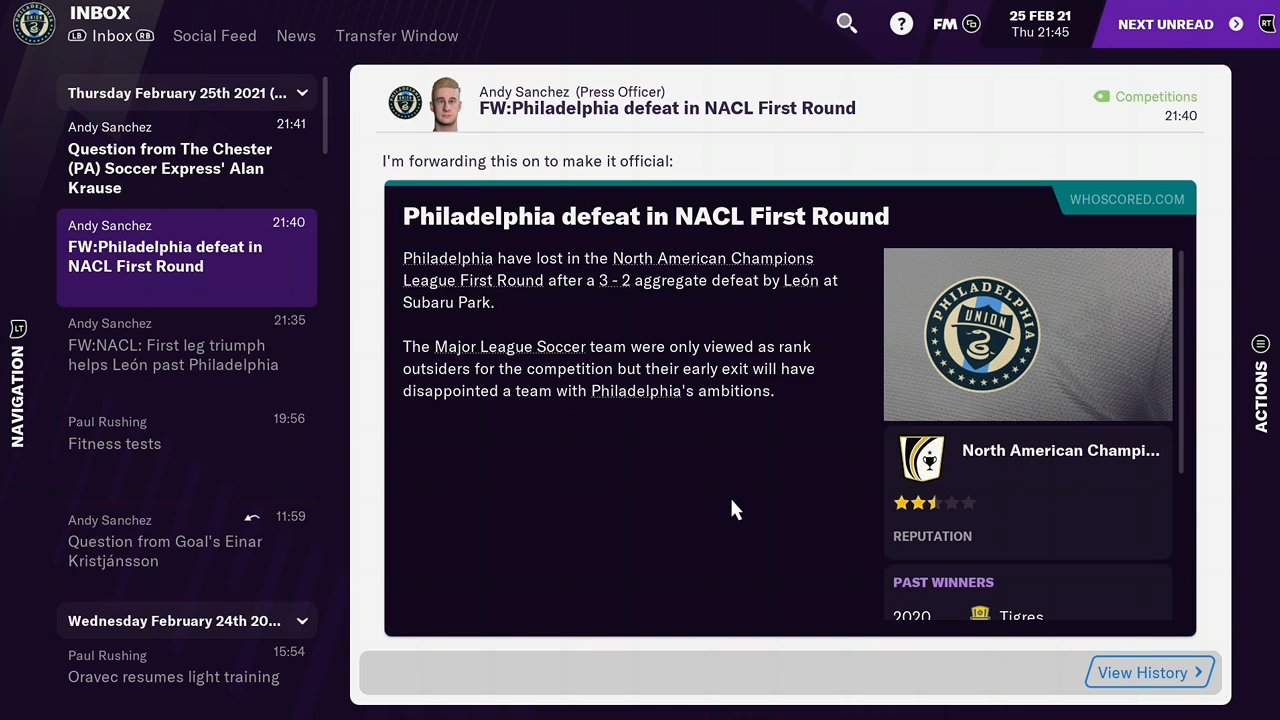 INBOX
LB Inbox RB
Social Feed
News
Transfer Window
?
FM
25 FEB 21
Thu 21:45
NEXT UNREAD
RT
NAVIGATION
LT
Thursday February 25th 2021 (...
Andy Sanchez
21:41
Question from The Chester
(PA) Soccer Express' Alan
Krause
Andy Sanchez
21:40
FW:Philadelphia defeat in
NACL First Round
Andy Sanchez
21:35
FW:NACL: First leg triumph
helps León past Philadelphia
Paul Rushing
19:56
Fitness tests
Andy Sanchez
11:59
Question from Goal's Einar
Kristjánsson
Wednesday February 24th 20...
Paul Rushing
15:54
Oravec resumes light training
Andy Sanchez (Press Officer)
FW:Philadelphia defeat in NACL First Round
Competitions
21:40
I'm forwarding this on to make it official:
WHOSCORED.COM
Philadelphia defeat in NACL First Round
Philadelphia have lost in the North American Champions
League First Round after a 3 - 2 aggregate defeat by León at
Subaru Park.
The Major League Soccer team were only viewed as rank
outsiders for the competition but their early exit will have
disappointed a team with Philadelphia's ambitions.
PHILADELPHIA
UNION
North American Champi...
REPUTATION
PAST WINNERS
2020 Tigres
View History
ACTIONS